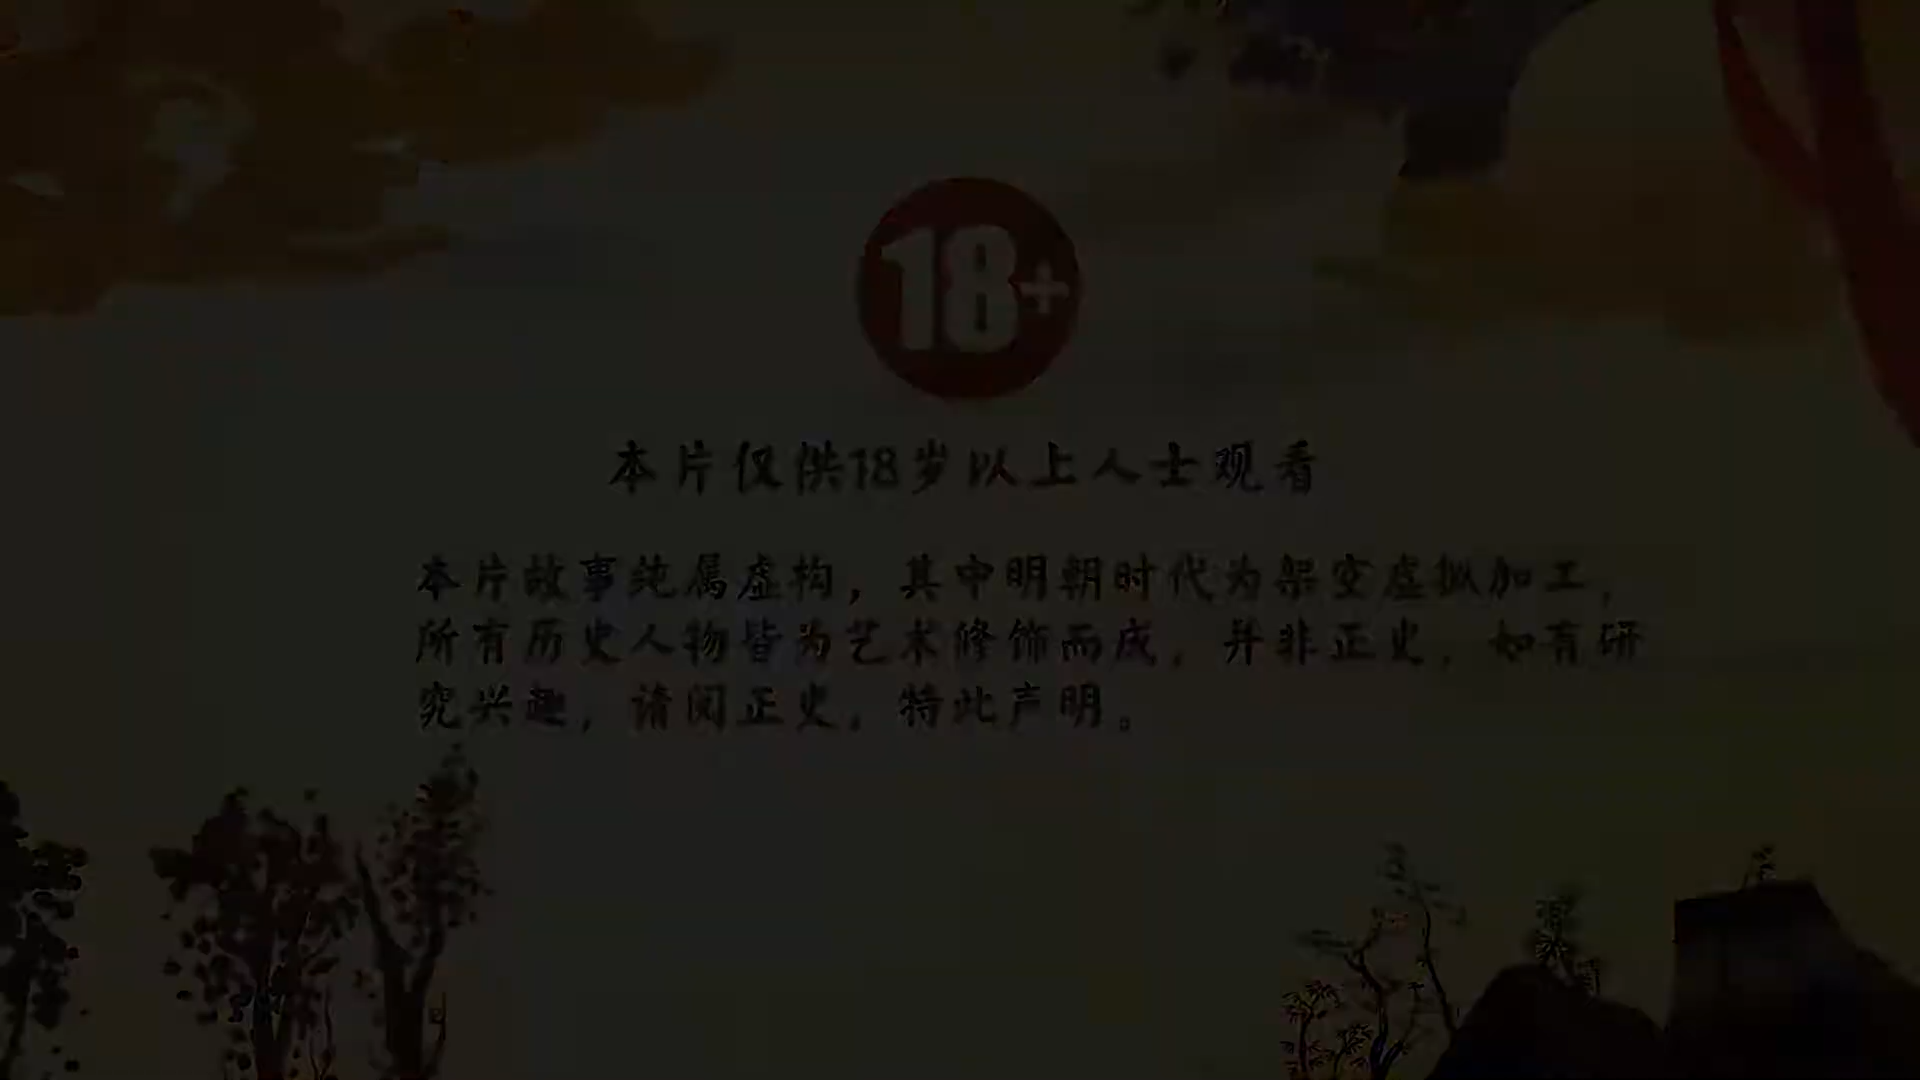 18+
本片仅供18岁以上人士观看
本片故事纯属虚构，其中明朝时代为架空虚拟加工，
所有历史人物皆为艺术修饰而成，并非正史，如有研
究兴趣，请阅正史，特此声明。